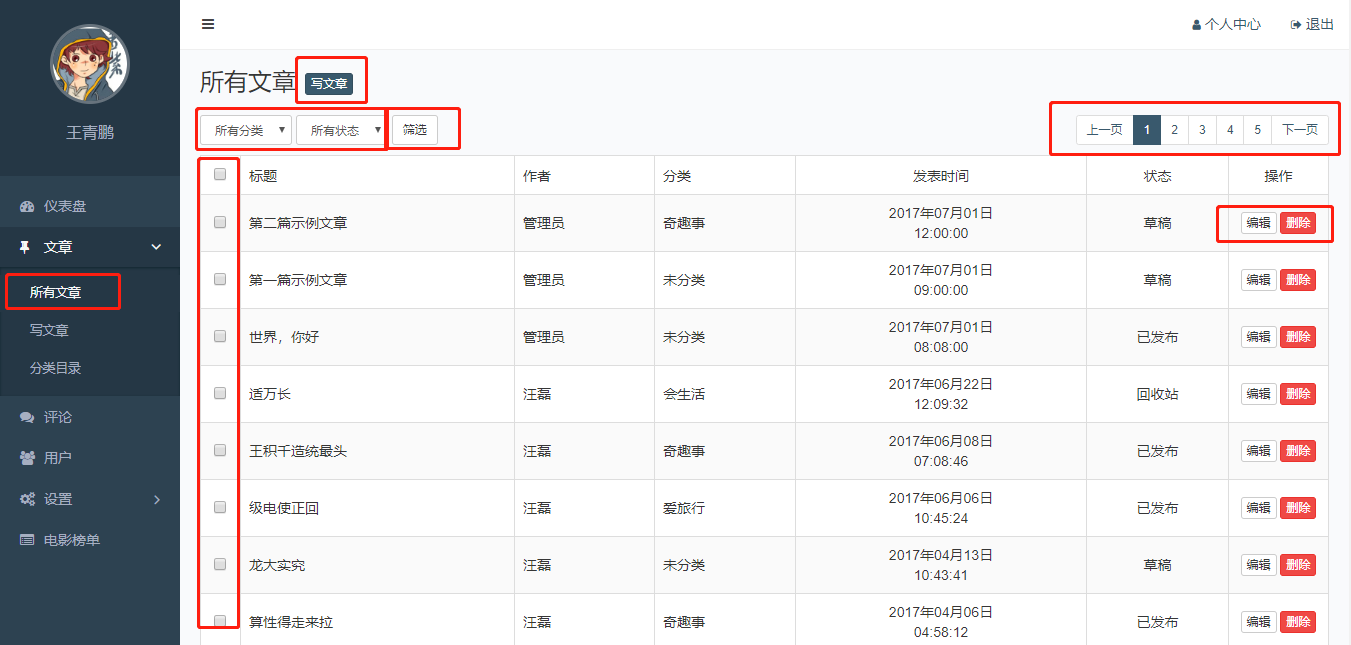 王青鹏
仪表盘
文章
所有文章
写文章
分类目录
评论
用户
设置
电影榜单
个人中心 退出
所有文章 写文章
所有分类 所有状态 筛选 上一页 1 2 3 4 5 下一页
标题 作者 分类 发表时间 状态 操作
第二篇示例文章 管理员 奇趣事 2017年07月01日 草稿 编辑 删除
12:00:00
第一篇示例文章 管理员 未分类 2017年07月01日 草稿 编辑 删除
09:00:00
世界，你好 管理员 未分类 2017年07月01日 已发布 编辑 删除
08:08:00
适万长 汪磊 会生活 2017年06月22日 回收站 编辑 删除
12:09:32
王积千造统最头 汪磊 奇趣事 2017年06月08日 已发布 编辑 删除
07:08:46
级电使正回 汪磊 爱旅行 2017年06月06日 已发布 编辑 删除
10:45:24
龙大实究 汪磊 未分类 2017年04月13日 草稿 编辑 删除
10:43:41
算性得走来拉 汪磊 奇趣事 2017年04月06日 已发布 编辑 删除
04:58:12